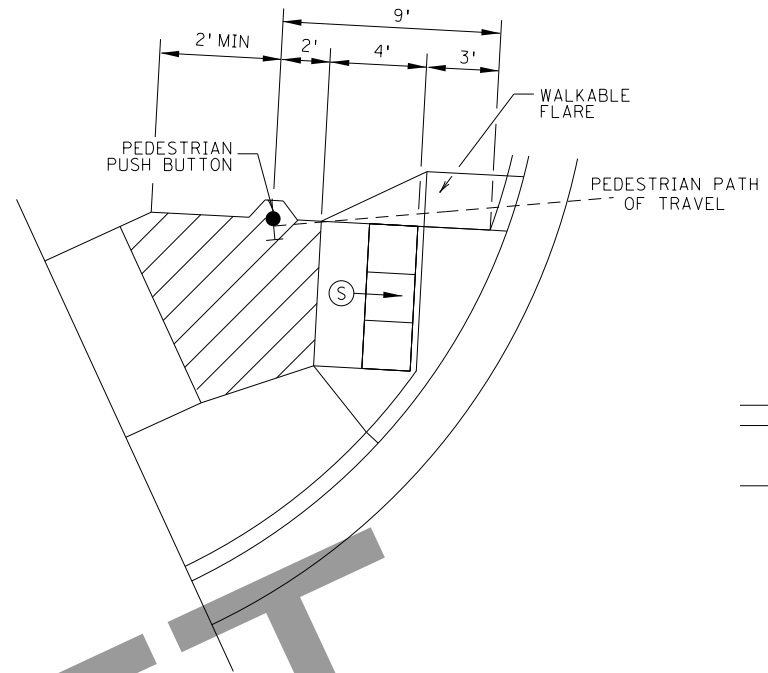 9'
2' MIN
2'
4'
3'
WALKABLE
FLARE
PEDESTRIAN
PUSH BUTTON
PEDESTRIAN PATH
OF TRAVEL
S